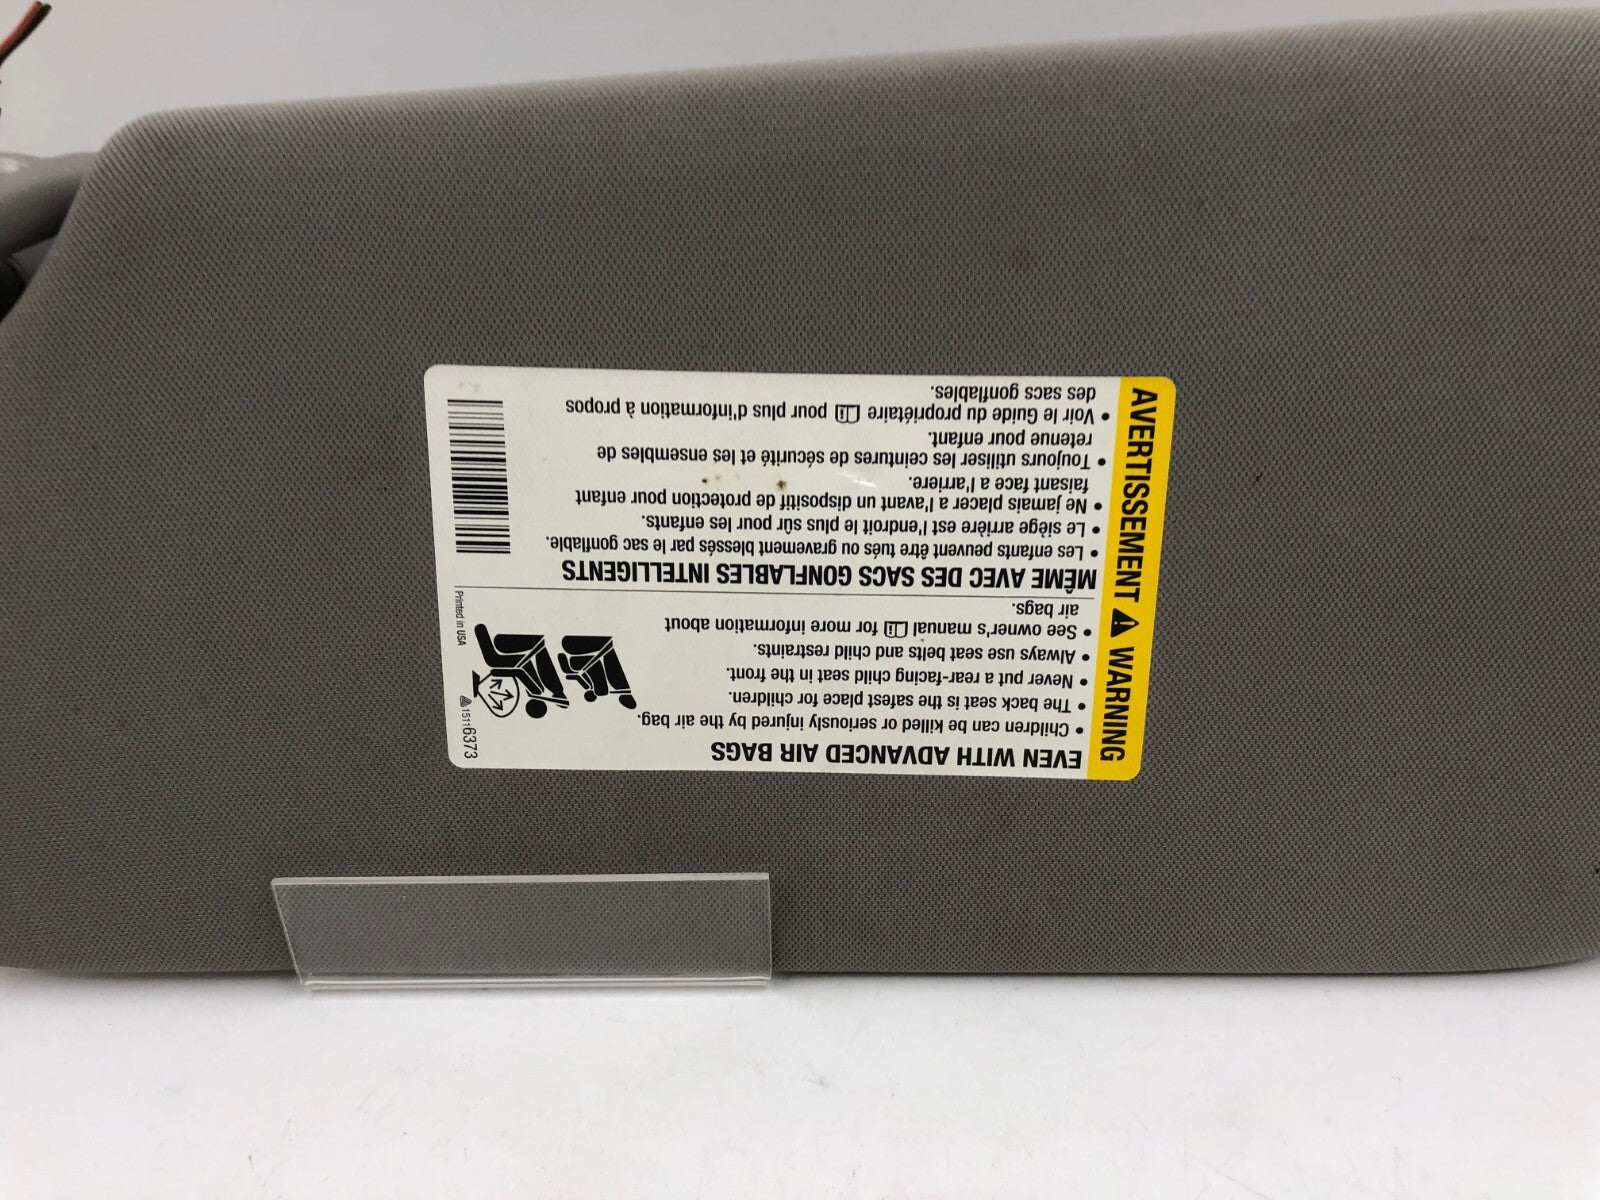 AVERTISSEMENT ⚠ WARNING
EVEN WITH ADVANCED AIR BAGS
• Children can be killed or seriously injured by the air bag.
• The back seat is the safest place for children.
• Never put a rear-facing child seat in the front.
• Always use seat belts and child restraints.
• See owner's manual for more information about
air bags.
MÊME AVEC DES SACS GONFLABLES INTELLIGENTS
• Les enfants peuvent être tués ou gravement blessés par le sac gonflable.
• Le siège arrière est l'endroit le plus sûr pour les enfants.
• Ne jamais placer a l'avant un dispositif de protection pour enfant
faisant face a l'arriere.
• Toujours utiliser les ceintures de sécurité et les ensembles de
retenue pour enfant.
• Voir le Guide du propriétaire pour plus d'information à propos
des sacs gonflables.
Printed in USA
15116373